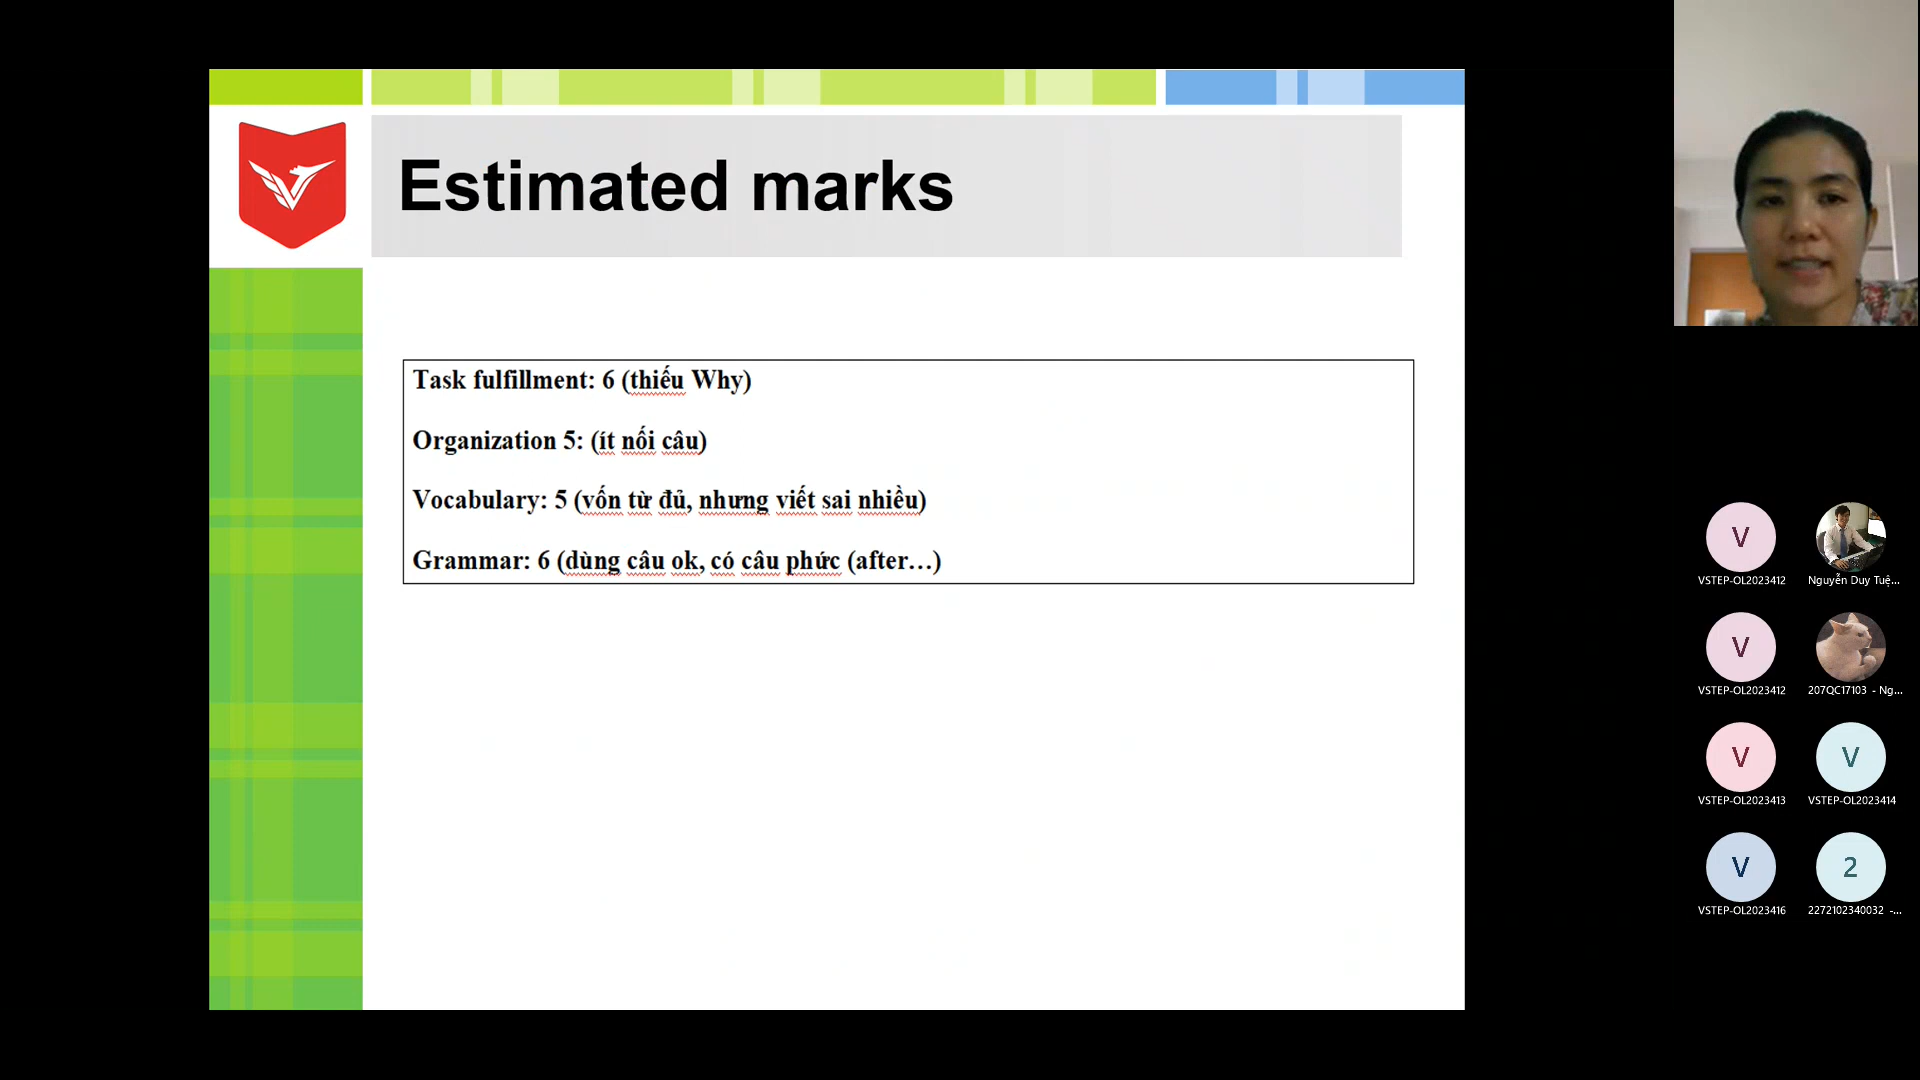 Estimated marks
Task fulfillment: 6 (thiếu Why)
Organization 5: (ít nối câu)
Vocabulary: 5 (vốn từ đủ, nhưng viết sai nhiều)
Grammar: 6 (dùng câu ok, có câu phức (after…)
V
VSTEP-OL2023412
Nguyễn Duy Tuệ...
V
VSTEP-OL2023412
207QC17103 - Ng...
V
VSTEP-OL2023413
V
VSTEP-OL2023414
V
VSTEP-OL2023416
2
2272102340032 -...